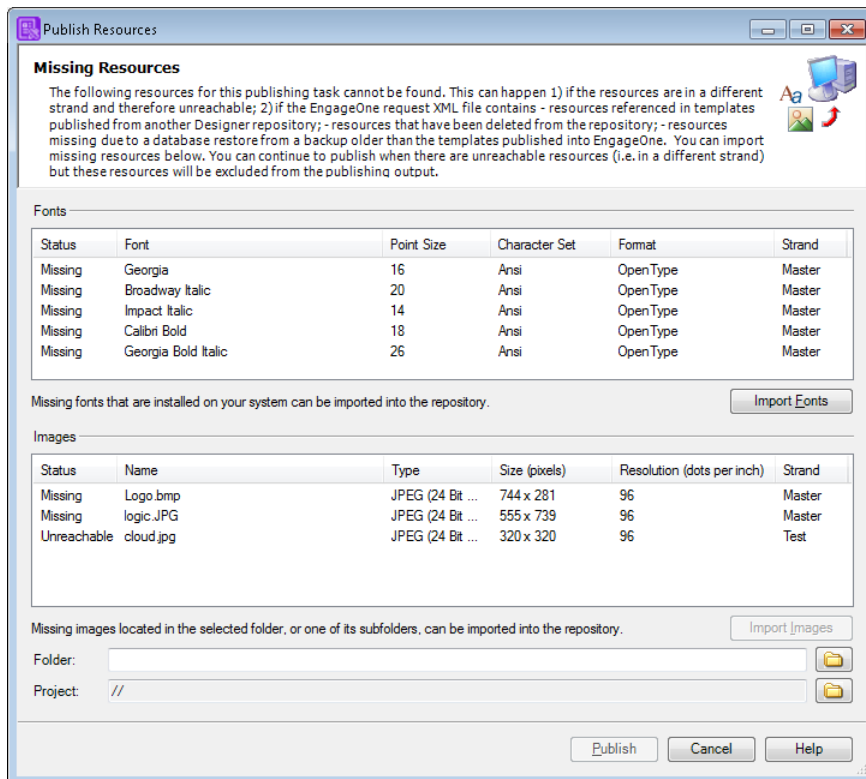 Publish Resources
Missing Resources
The following resources for this publishing task cannot be found. This can happen 1) if the resources are in a different
strand and therefore unreachable; 2) if the EngageOne request XML file contains - resources referenced in templates
published from another Designer repository; - resources that have been deleted from the repository; - resources
missing due to a database restore from a backup older than the templates published into EngageOne. You can import
missing resources below. You can continue to publish when there are unreachable resources (i.e. in a different strand)
but these resources will be excluded from the publishing output.
Aa
Fonts
Status Font Point Size Character Set Format Strand
Missing Georgia 16 Ansi OpenType Master
Missing Broadway Italic 20 Ansi OpenType Master
Missing Impact Italic 14 Ansi OpenType Master
Missing Calibri Bold 18 Ansi OpenType Master
Missing Georgia Bold Italic 26 Ansi OpenType Master
Missing fonts that are installed on your system can be imported into the repository. Import Fonts
Images
Status Name Type Size (pixels) Resolution (dots per inch) Strand
Missing Logo.bmp JPEG (24 Bit ... 744 x 281 96 Master
Missing logic.JPG JPEG (24 Bit ... 555 x 739 96 Master
Unreachable cloud.jpg JPEG (24 Bit ... 320 x 320 96 Test
Missing images located in the selected folder, or one of its subfolders, can be imported into the repository. Import Images
Folder:
Project: //
Publish Cancel Help